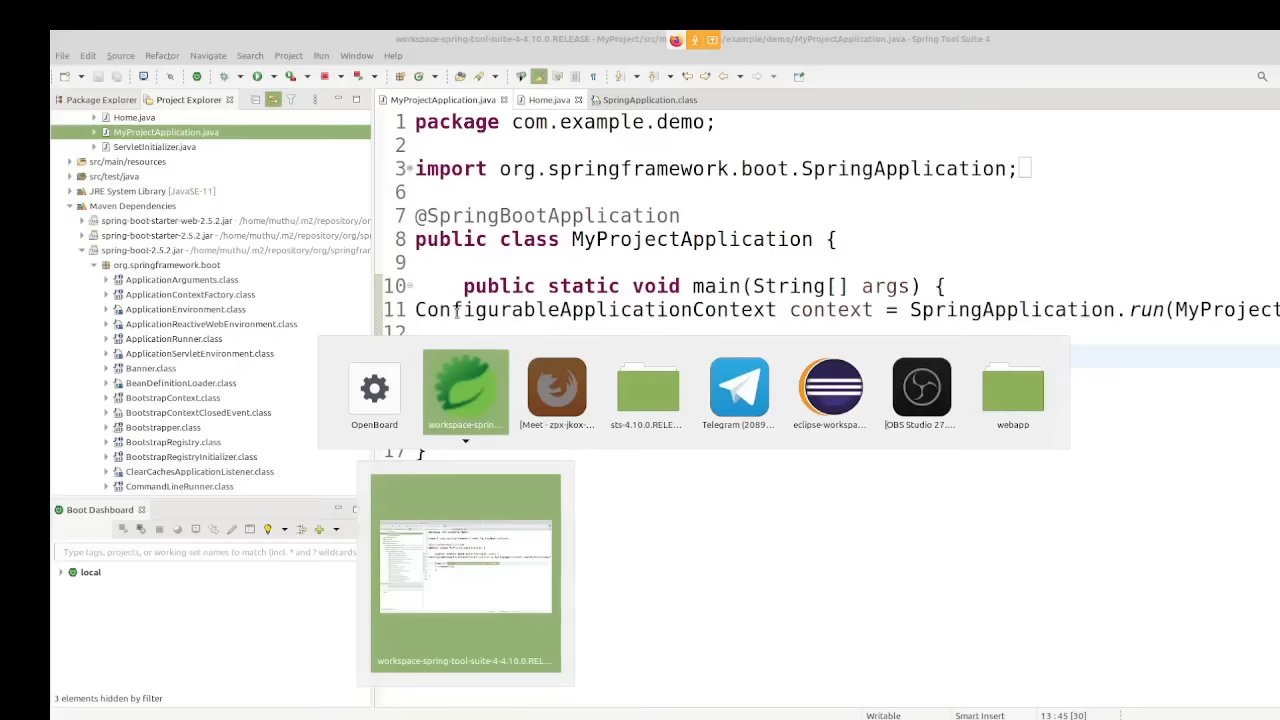 workspace-spring-tool-suite-4-4.10.0.RELEASE - MyProject/src/m /example/demo/MyProjectApplication.java - Spring Tool Suite 4
File Edit Source Refactor Navigate Search Project Run Window Help
Package Explorer Project Explorer
MyProjectApplication.java Home.java SpringApplication.class
Home.java
MyProjectApplication.java
ServletInitializer.java
src/main/resources
src/test/java
JRE System Library [JavaSE-11]
Maven Dependencies
spring-boot-starter-web-2.5.2.jar - /home/muthu/.m2/repository/or
spring-boot-starter-2.5.2.jar - /home/muthu/.m2/repository/org/sp
spring-boot-2.5.2.jar - /home/muthu/.m2/repository/org/springfram
org.springframework.boot
ApplicationArguments.class
ApplicationContextFactory.class
ApplicationEnvironment.class
ApplicationReactiveWebEnvironment.class
ApplicationRunner.class
ApplicationServletEnvironment.class
Banner.class
BeanDefinitionLoader.class
BootstrapContext.class
BootstrapContextClosedEvent.class
Bootstrapper.class
BootstrapRegistry.class
BootstrapRegistryInitializer.class
ClearCachesApplicationListener.class
CommandLineRunner.class
1 package com.example.demo;
2
3 import org.springframework.boot.SpringApplication;
6
7 @SpringBootApplication
8 public class MyProjectApplication {
9
10 public static void main(String[] args) {
11 ConfigurableApplicationContext context = SpringApplication.run(MyProject
12
17 }
OpenBoard workspace-sprin... [Meet - zpx-jkox-... sts-4.10.0.RELE... Telegram (2089... eclipse-workspa... [OBS Studio 27.... webapp
workspace-spring-tool-suite-4-4.10.0.REL...
Boot Dashboard
Type tags, projects, or working set names to match (incl. * and ? wildcards
local
3 elements hidden by filter
Writable Smart Insert 13 : 45 [30]